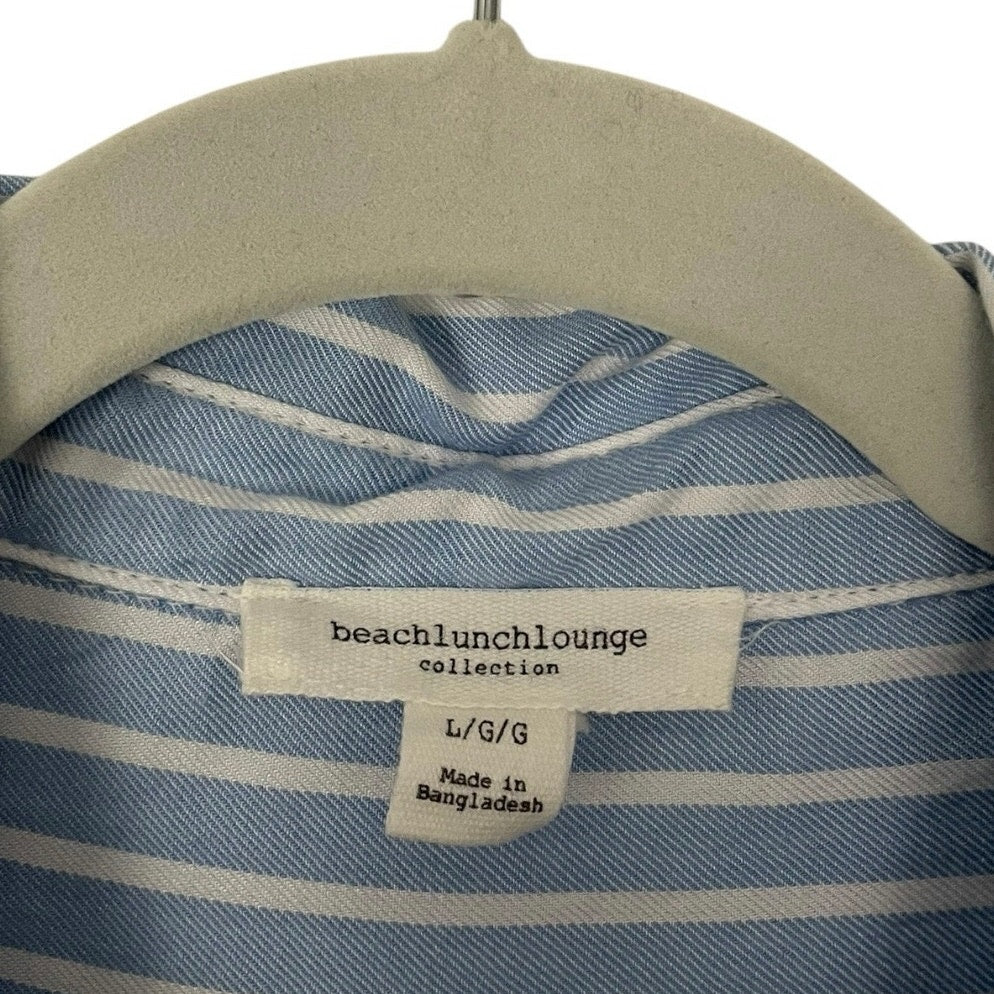 beachlunchlounge
collection
L/G/G
Made in
Bangladesh